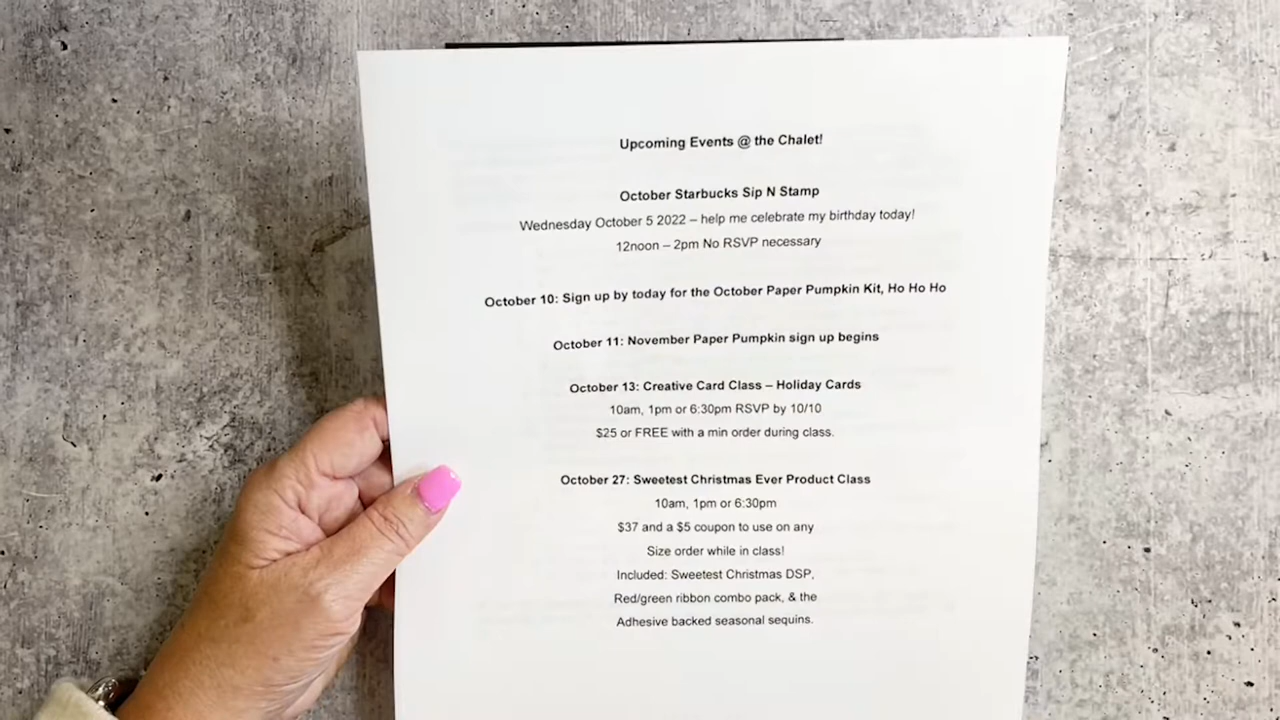 Upcoming Events @ the Chalet!
October Starbucks Sip N Stamp
Wednesday October 5 2022 – help me celebrate my birthday today!
12noon – 2pm No RSVP necessary
October 10: Sign up by today for the October Paper Pumpkin Kit, Ho Ho Ho
October 11: November Paper Pumpkin sign up begins
October 13: Creative Card Class – Holiday Cards
10am, 1pm or 6:30pm RSVP by 10/10
$25 or FREE with a min order during class.
October 27: Sweetest Christmas Ever Product Class
10am, 1pm or 6:30pm
$37 and a $5 coupon to use on any
Size order while in class!
Included: Sweetest Christmas DSP,
Red/green ribbon combo pack, & the
Adhesive backed seasonal sequins.